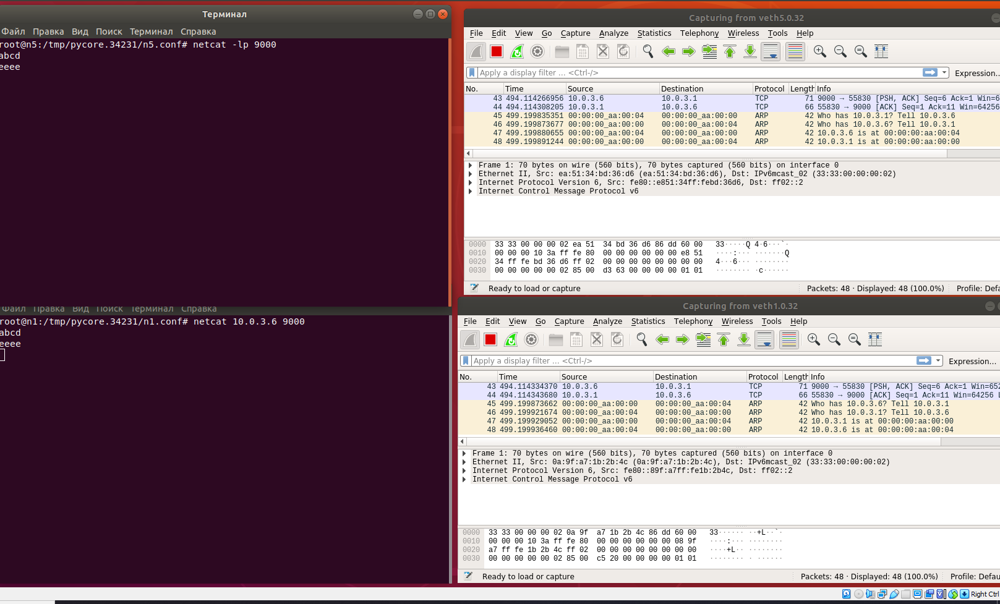 Терминал
Файл Правка Вид Поиск Терминал Справка
root@n5:/tmp/pycore.34231/n5.conf# netcat -lp 9000
abcd
eeee
Файл Правка Вид Поиск Терминал Справка
root@n1:/tmp/pycore.34231/n1.conf# netcat 10.0.3.6 9000
abcd
eeee
Capturing from veth5.0.32
File Edit View Go Capture Analyze Statistics Telephony Wireless Tools Help
Apply a display filter ... <Ctrl-/> Expression..
No. Time Source Destination Protocol Length Info
43 494.114266956 10.0.3.6 10.0.3.1 TCP 71 9000 → 55830 [PSH, ACK] Seq=6 Ack=1 Win=6
44 494.114308205 10.0.3.1 10.0.3.6 TCP 66 55830 → 9000 [ACK] Seq=1 Ack=11 Win=64256
45 499.199835351 00:00:00_aa:00:04 00:00:00_aa:00:00 ARP 42 Who has 10.0.3.1? Tell 10.0.3.6
46 499.199873677 00:00:00_aa:00:00 00:00:00_aa:00:04 ARP 42 Who has 10.0.3.6? Tell 10.0.3.1
47 499.199880655 00:00:00_aa:00:04 00:00:00_aa:00:00 ARP 42 10.0.3.6 is at 00:00:00:aa:00:04
48 499.199891244 00:00:00_aa:00:00 00:00:00_aa:00:04 ARP 42 10.0.3.1 is at 00:00:00:aa:00:00
Frame 1: 70 bytes on wire (560 bits), 70 bytes captured (560 bits) on interface 0
Ethernet II, Src: ea:51:34:bd:36:d6 (ea:51:34:bd:36:d6), Dst: IPv6mcast_02 (33:33:00:00:00:02)
Internet Protocol Version 6, Src: fe80::e851:34ff:febd:36d6, Dst: ff02::2
Internet Control Message Protocol v6
0000 33 33 00 00 00 02 ea 51 34 bd 36 d6 86 dd 60 00 33·····Q 4·6···`·
0010 00 00 00 10 3a ff fe 80 00 00 00 00 00 00 e8 51 ····:··· ·······Q
0020 34 ff fe bd 36 d6 ff 02 00 00 00 00 00 00 00 00 4···6··· ········
0030 00 00 00 00 00 02 85 00 d3 63 00 00 00 00 01 01 ········ ·c······
Ready to load or capture Packets: 48 · Displayed: 48 (100.0%) Profile: Defa
Capturing from veth1.0.32
File Edit View Go Capture Analyze Statistics Telephony Wireless Tools Help
Apply a display filter ... <Ctrl-/> Expression...
No. Time Source Destination Protocol Length Info
43 494.114334370 10.0.3.6 10.0.3.1 TCP 71 9000 → 55830 [PSH, ACK] Seq=6 Ack=1 Win=652
44 494.114343680 10.0.3.1 10.0.3.6 TCP 66 55830 → 9000 [ACK] Seq=1 Ack=11 Win=64256 L
45 499.199873662 00:00:00_aa:00:00 00:00:00_aa:00:04 ARP 42 Who has 10.0.3.6? Tell 10.0.3.1
46 499.199921674 00:00:00_aa:00:04 00:00:00_aa:00:00 ARP 42 Who has 10.0.3.1? Tell 10.0.3.6
47 499.199929052 00:00:00_aa:00:00 00:00:00_aa:00:04 ARP 42 10.0.3.1 is at 00:00:00:aa:00:00
48 499.199936460 00:00:00_aa:00:04 00:00:00_aa:00:00 ARP 42 10.0.3.6 is at 00:00:00:aa:00:04
Frame 1: 70 bytes on wire (560 bits), 70 bytes captured (560 bits) on interface 0
Ethernet II, Src: 0a:9f:a7:1b:2b:4c (0a:9f:a7:1b:2b:4c), Dst: IPv6mcast_02 (33:33:00:00:00:02)
Internet Protocol Version 6, Src: fe80::89f:a7ff:fe1b:2b4c, Dst: ff02::2
Internet Control Message Protocol v6
0000 33 33 00 00 00 02 0a 9f a7 1b 2b 4c 86 dd 60 00 33······ ··+L··`·
0010 00 00 00 10 3a ff fe 80 00 00 00 00 00 00 08 9f ····:··· ········
0020 a7 ff fe 1b 2b 4c ff 02 00 00 00 00 00 00 00 00 ····+L·· ········
0030 00 00 00 00 00 02 85 00 c5 20 00 00 00 00 01 01 ········ · ······
Ready to load or capture Packets: 48 · Displayed: 48 (100.0%) Profile: Defau
Right Ctrl